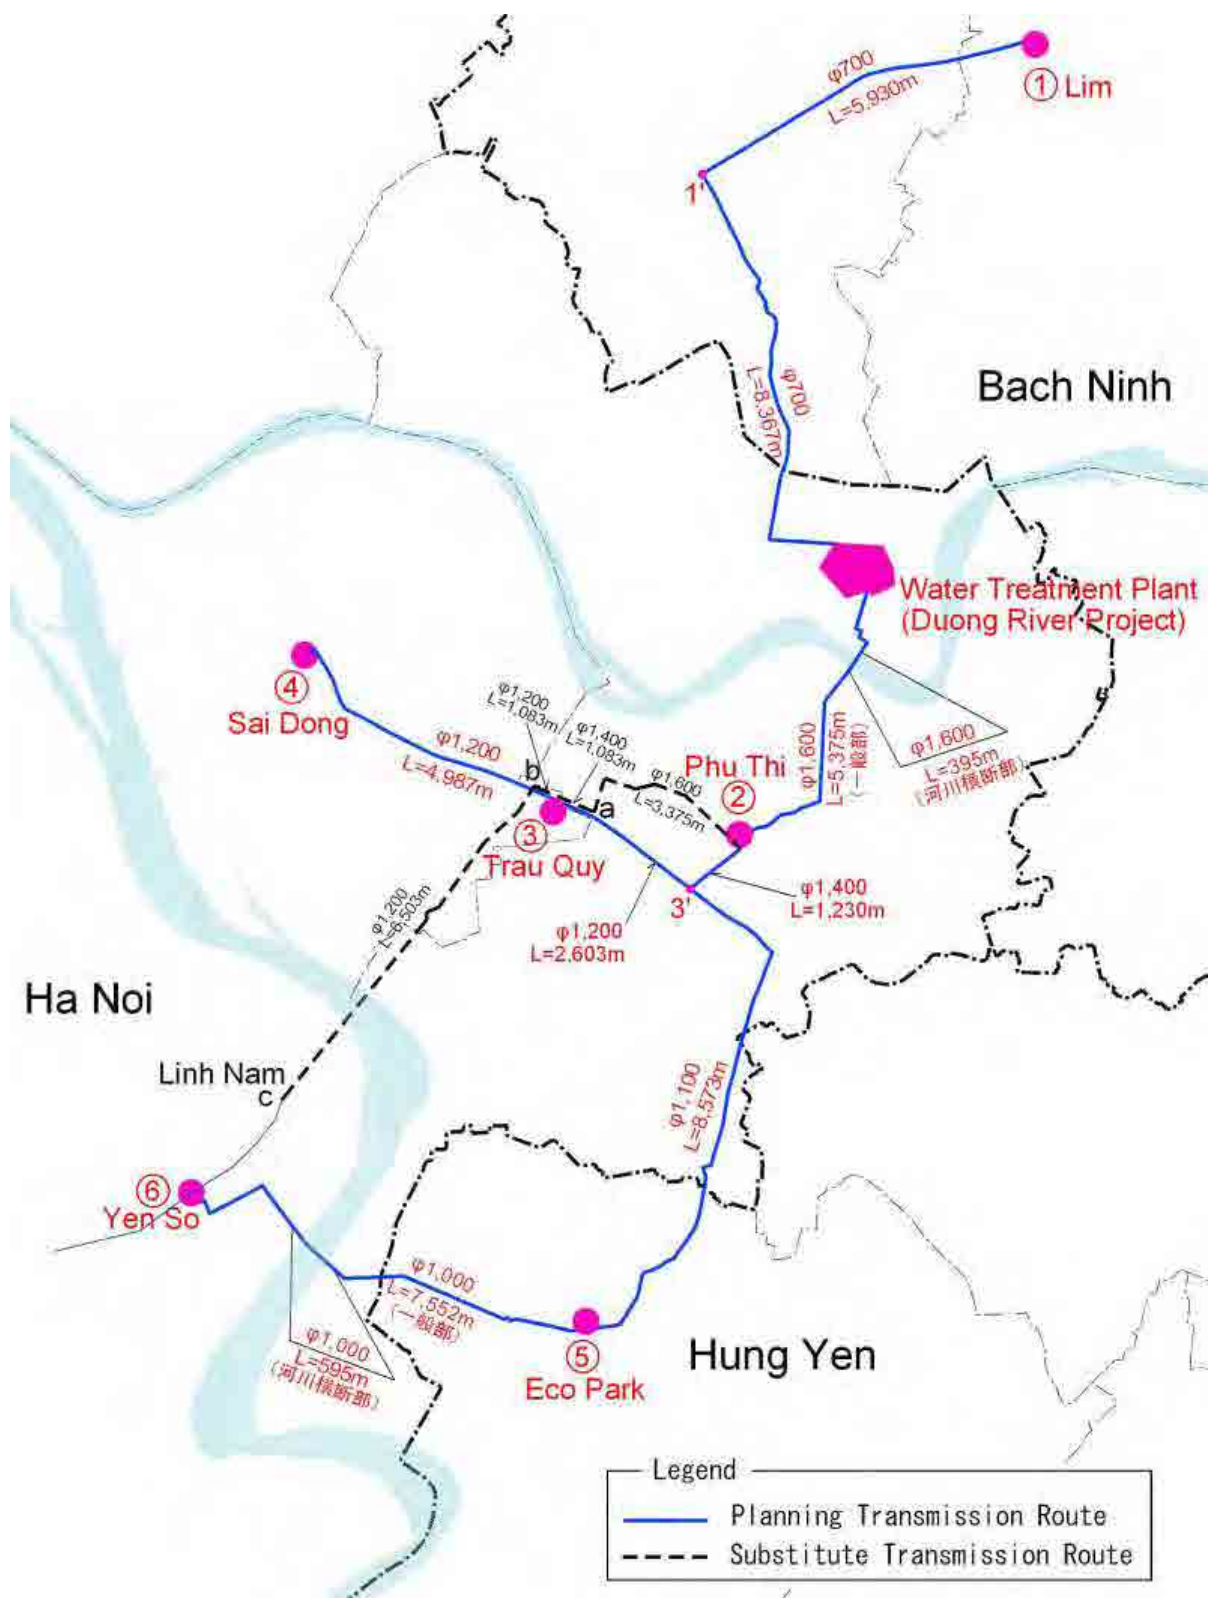 φ700
L=5.930m
① Lim
1'
φ700
L=8.367m
Bach Ninh
Water Treatment Plant
(Duong River Project)
④
Sai Dong
φ1,200
L=4,987m
φ1,200
L=1,083m
φ1,400
L=1,083m
b
a
③
Trau Quy
φ1,600
L=3,375m
Phu Thi
②
φ1,600
L=5,375m
(一般部)
φ1,600
L=395m
(河川横断部)
φ1,400
L=1,230m
3'
φ1,200
L=2,603m
φ1,200
L=6,503m
Ha Noi
Linh Nam
c
φ1,100
L=8,573m
⑥
Yen So
φ1,000
L=7,552m
(一般部)
φ1,000
L=595m
(河川横断部)
⑤
Eco Park
Hung Yen
Legend
Planning Transmission Route
Substitute Transmission Route